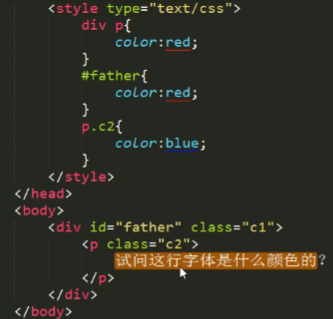 <style type="text/css">
div p{
color:red;
}
#father{
color:red;
}
p.c2{
color:blue;
}
</style>
</head>
<body>
<div id="father" class="c1">
<p class="c2">
试问这行字体是什么颜色的?
</p>
</div>
</body>